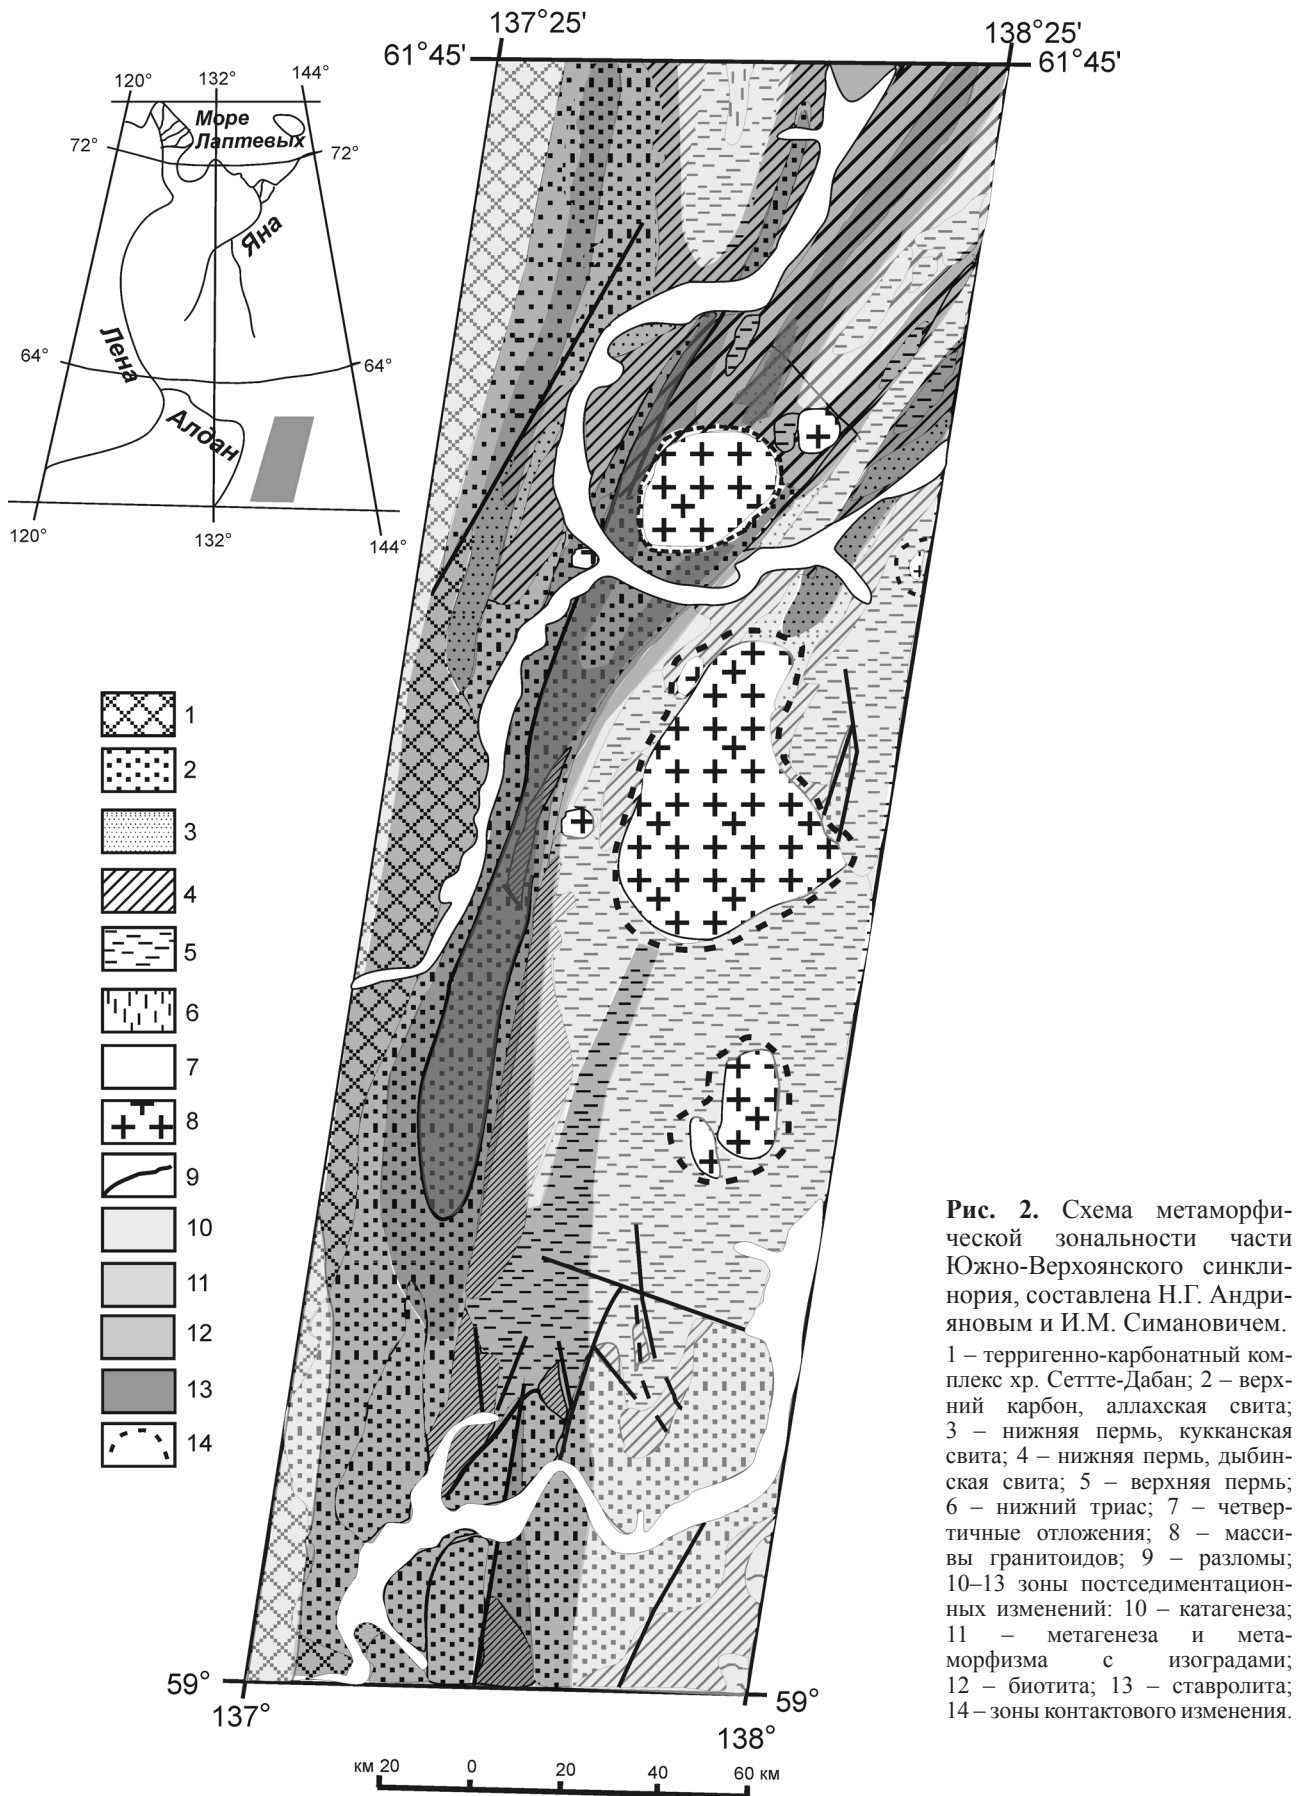 137°25'
138°25'
61°45'
61°45'
120°
132°
144°
Море
Лаптевых
72°
72°
Яна
Лена
64°
64°
Алдан
120°
132°
144°
1
2
3
4
5
6
7
8
9
10
11
12
13
14
59°
59°
137°
138°
км 20
0
20
40
60 км
Рис. 2. Схема метаморфи-
ческой зональности части
Южно-Верхоянского синкли-
нория, составлена Н.Г. Андри-
яновым и И.М. Симановичем.
1 – терригенно-карбонатный ком-
плекс хр. Сеттте-Дабан; 2 – верх-
ний карбон, аллахская свита;
3 – нижняя пермь, кукканская
свита; 4 – нижняя пермь, дыбин-
ская свита; 5 – верхняя пермь;
6 – нижний триас; 7 – четвер-
тичные отложения; 8 – масси-
вы гранитоидов; 9 – разломы;
10–13 зоны постседиментацион-
ных изменений: 10 – катагенеза;
11 – метагенеза и мета-
морфизма с изоградами;
12 – биотита; 13 – ставролита;
14 – зоны контактового изменения.